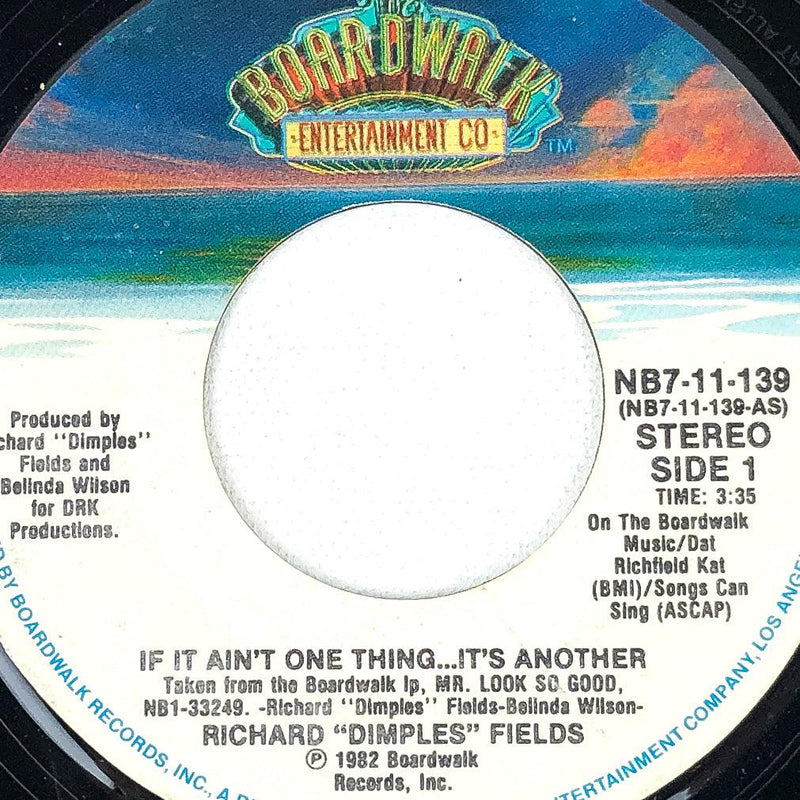 The
BOARDWALK
ENTERTAINMENT CO
TM
NB7-11-139
(NB7-11-139-AS)
STEREO
SIDE 1
TIME: 3:35
On The Boardwalk
Music/Dat
Richfield Kat
(BMI)/Songs Can
Sing (ASCAP)
Produced by
chard "Dimples"
Fields and
Belinda Wilson
for DRK
Productions.
IF IT AIN'T ONE THING...IT'S ANOTHER
Taken from the Boardwalk lp, MR. LOOK SO GOOD,
NB1-33249. -Richard "Dimples" Fields-Belinda Wilson-
RICHARD "DIMPLES" FIELDS
℗ 1982 Boardwalk
Records, Inc.
ED BY BOARDWALK RECORDS, INC., A D
ENTERTAINMENT COMPANY, LOS ANGE